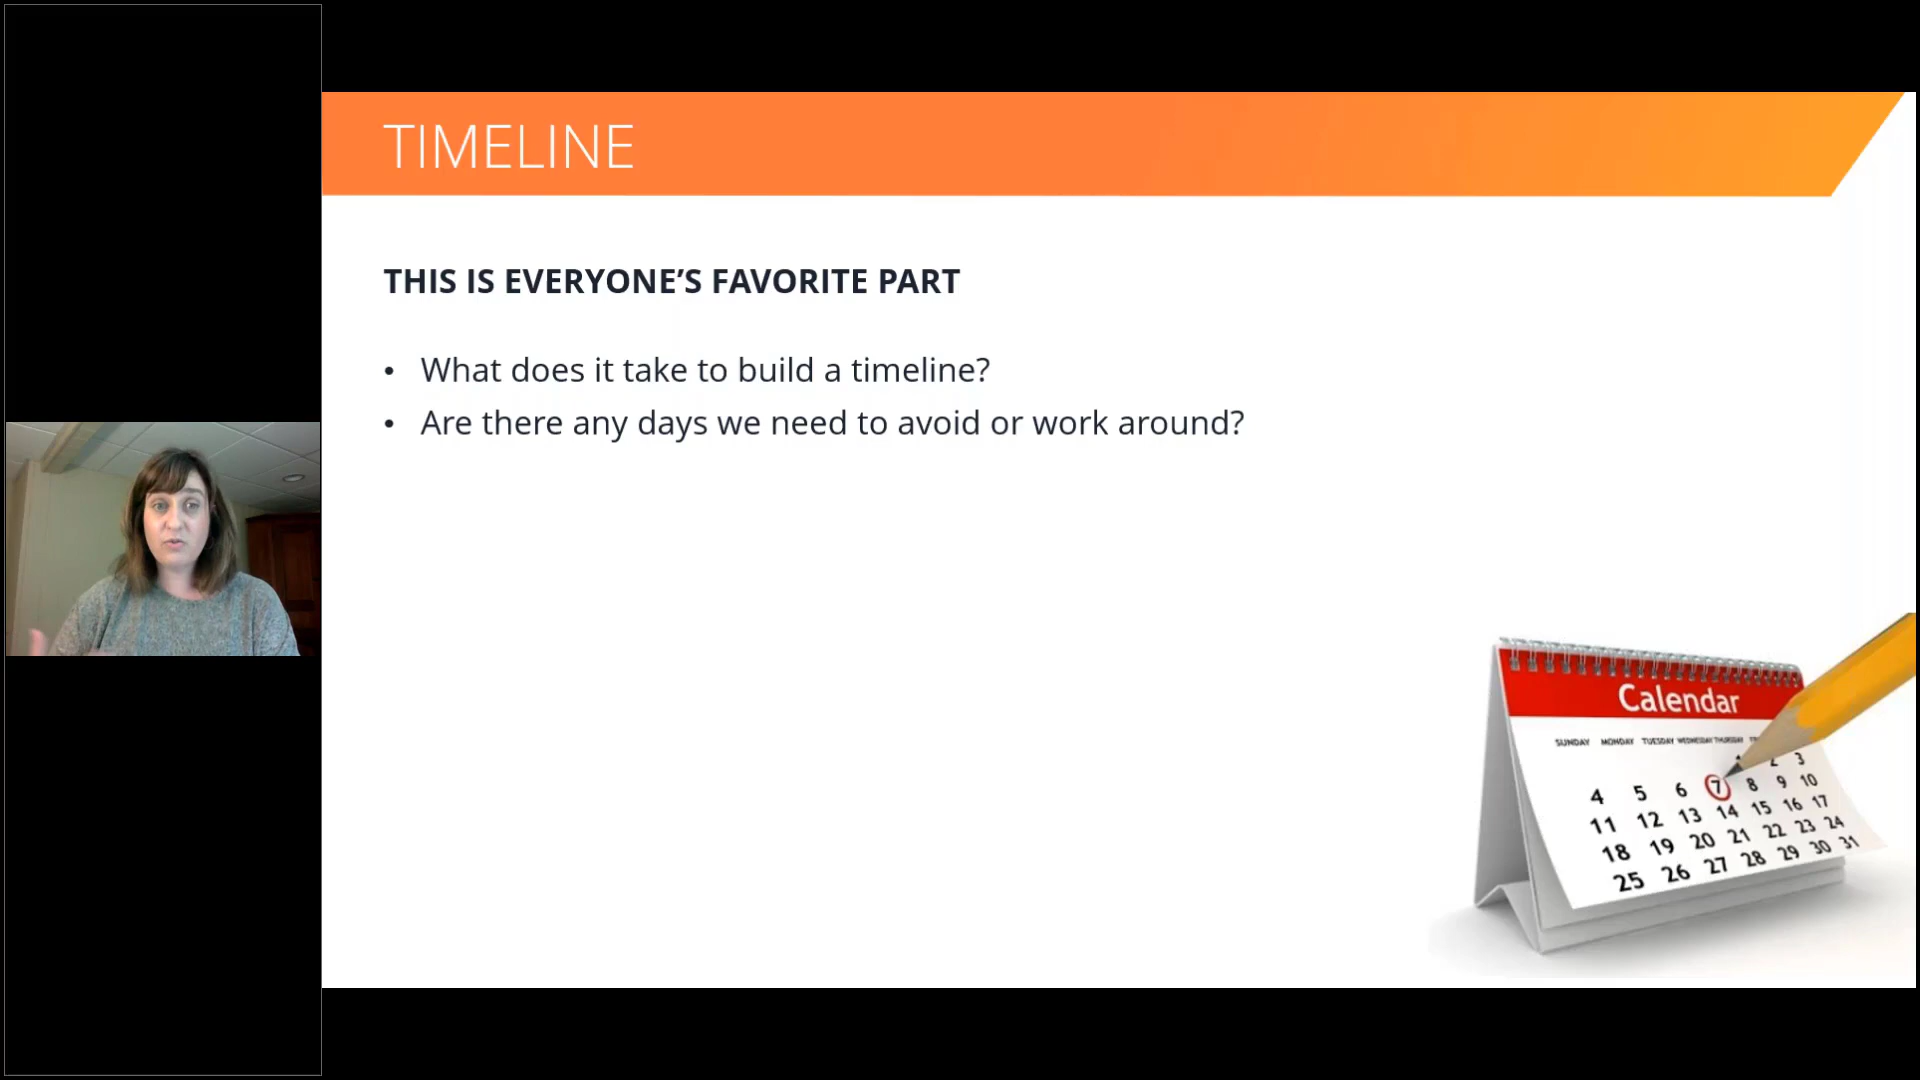 TIMELINE
THIS IS EVERYONE’S FAVORITE PART
• What does it take to build a timeline?
• Are there any days we need to avoid or work around?
Calendar
SUNDAY MONDAY TUESDAY WEDNESDAY THURSDAY
1 2 3
4 5 6 7 8 9 10
11 12 13 14 15 16 17
18 19 20 21 22 23 24
25 26 27 28 29 30 31